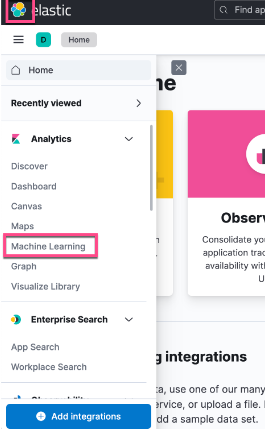 elastic
Find ap
D
Home
Home
me
Recently viewed
Analytics
Discover
Dashboard
Canvas
Maps
Machine Learning
Graph
Visualize Library
Obser
Consolidate you
application trac
availability with
U
Enterprise Search
App Search
Workplace Search
g integrations
ta, use one of our many
ervice, or upload a file.
dd a sample data set.
Add integrations